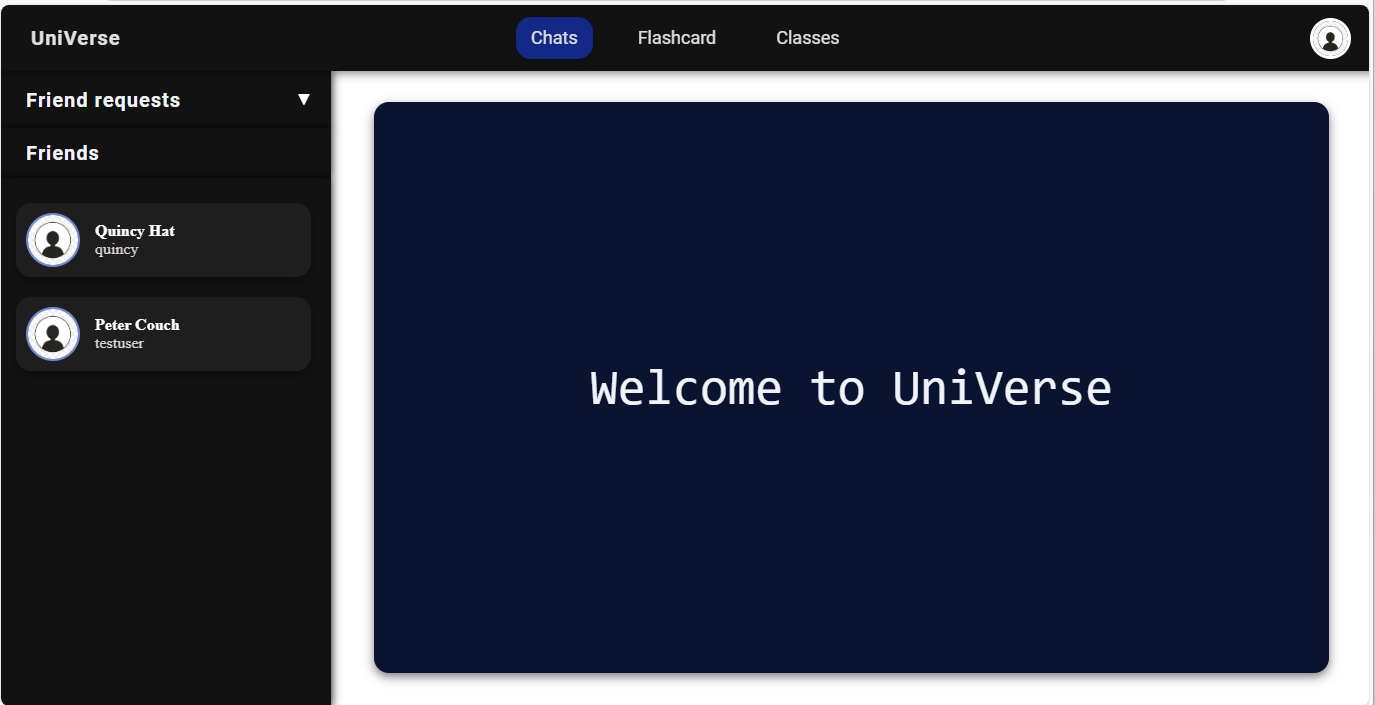 UniVerse
Chats
Flashcard
Classes
Friend requests ▼
Friends
Quincy Hat
quincy
Peter Couch
testuser
Welcome to UniVerse